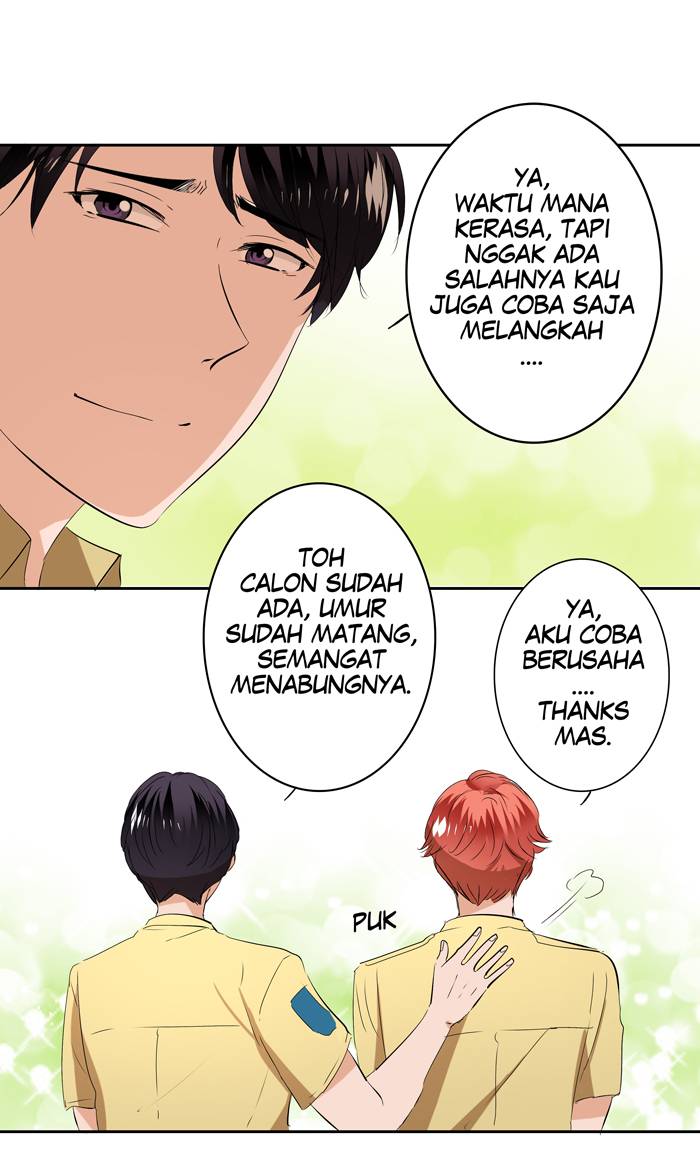 YA,
WAKTU MANA
KERASA, TAPI
NGGAK ADA
SALAHNYA KAU
JUGA COBA SAJA
MELANGKAH
....
TOH
CALON SUDAH
ADA, UMUR
SUDAH MATANG,
SEMANGAT
MENABUNGNYA.
YA,
AKU COBA
BERUSAHA
....
THANKS
MAS.
PUK